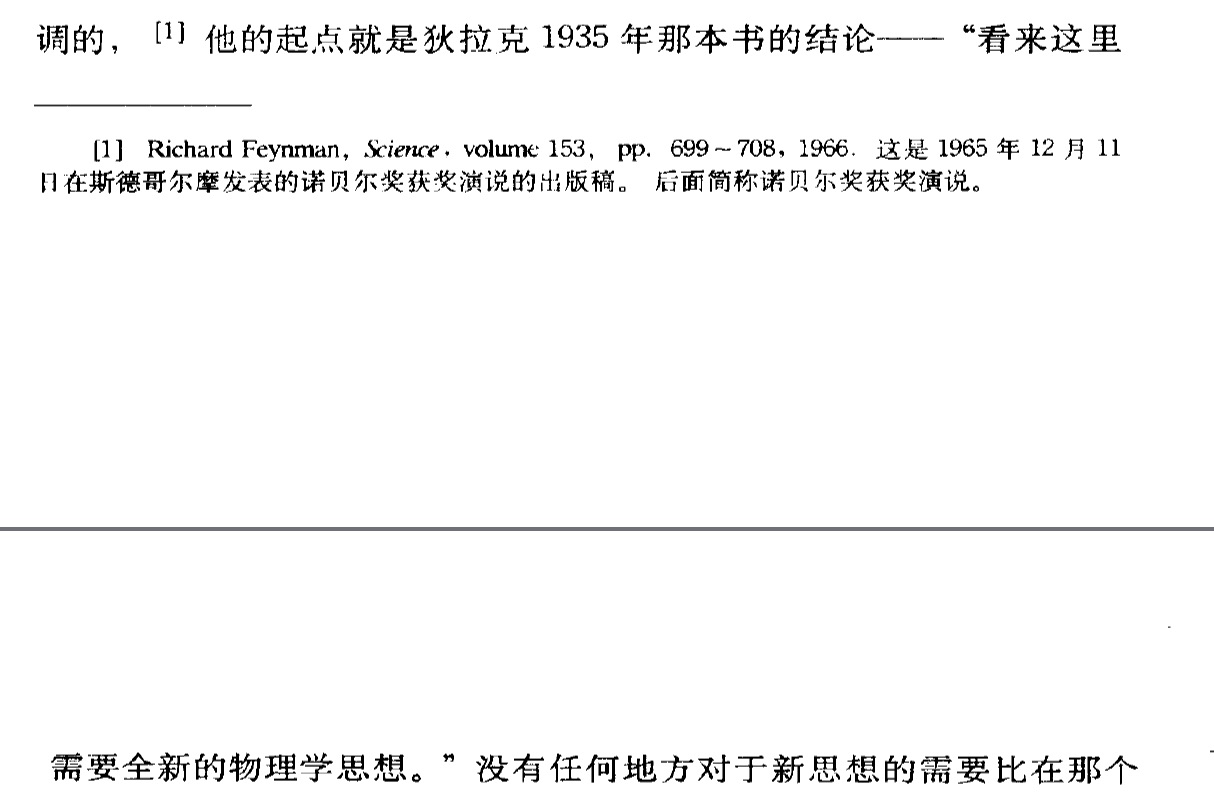 调的，[1] 他的起点就是狄拉克 1935 年那本书的结论——“看来这里
[1] Richard Feynman, Science. volume 153, pp. 699~708, 1966. 这是 1965 年 12 月 11
日在斯德哥尔摩发表的诺贝尔奖获奖演说的出版稿。后面简称诺贝尔奖获奖演说。
需要全新的物理学思想。”没有任何地方对于新思想的需要比在那个